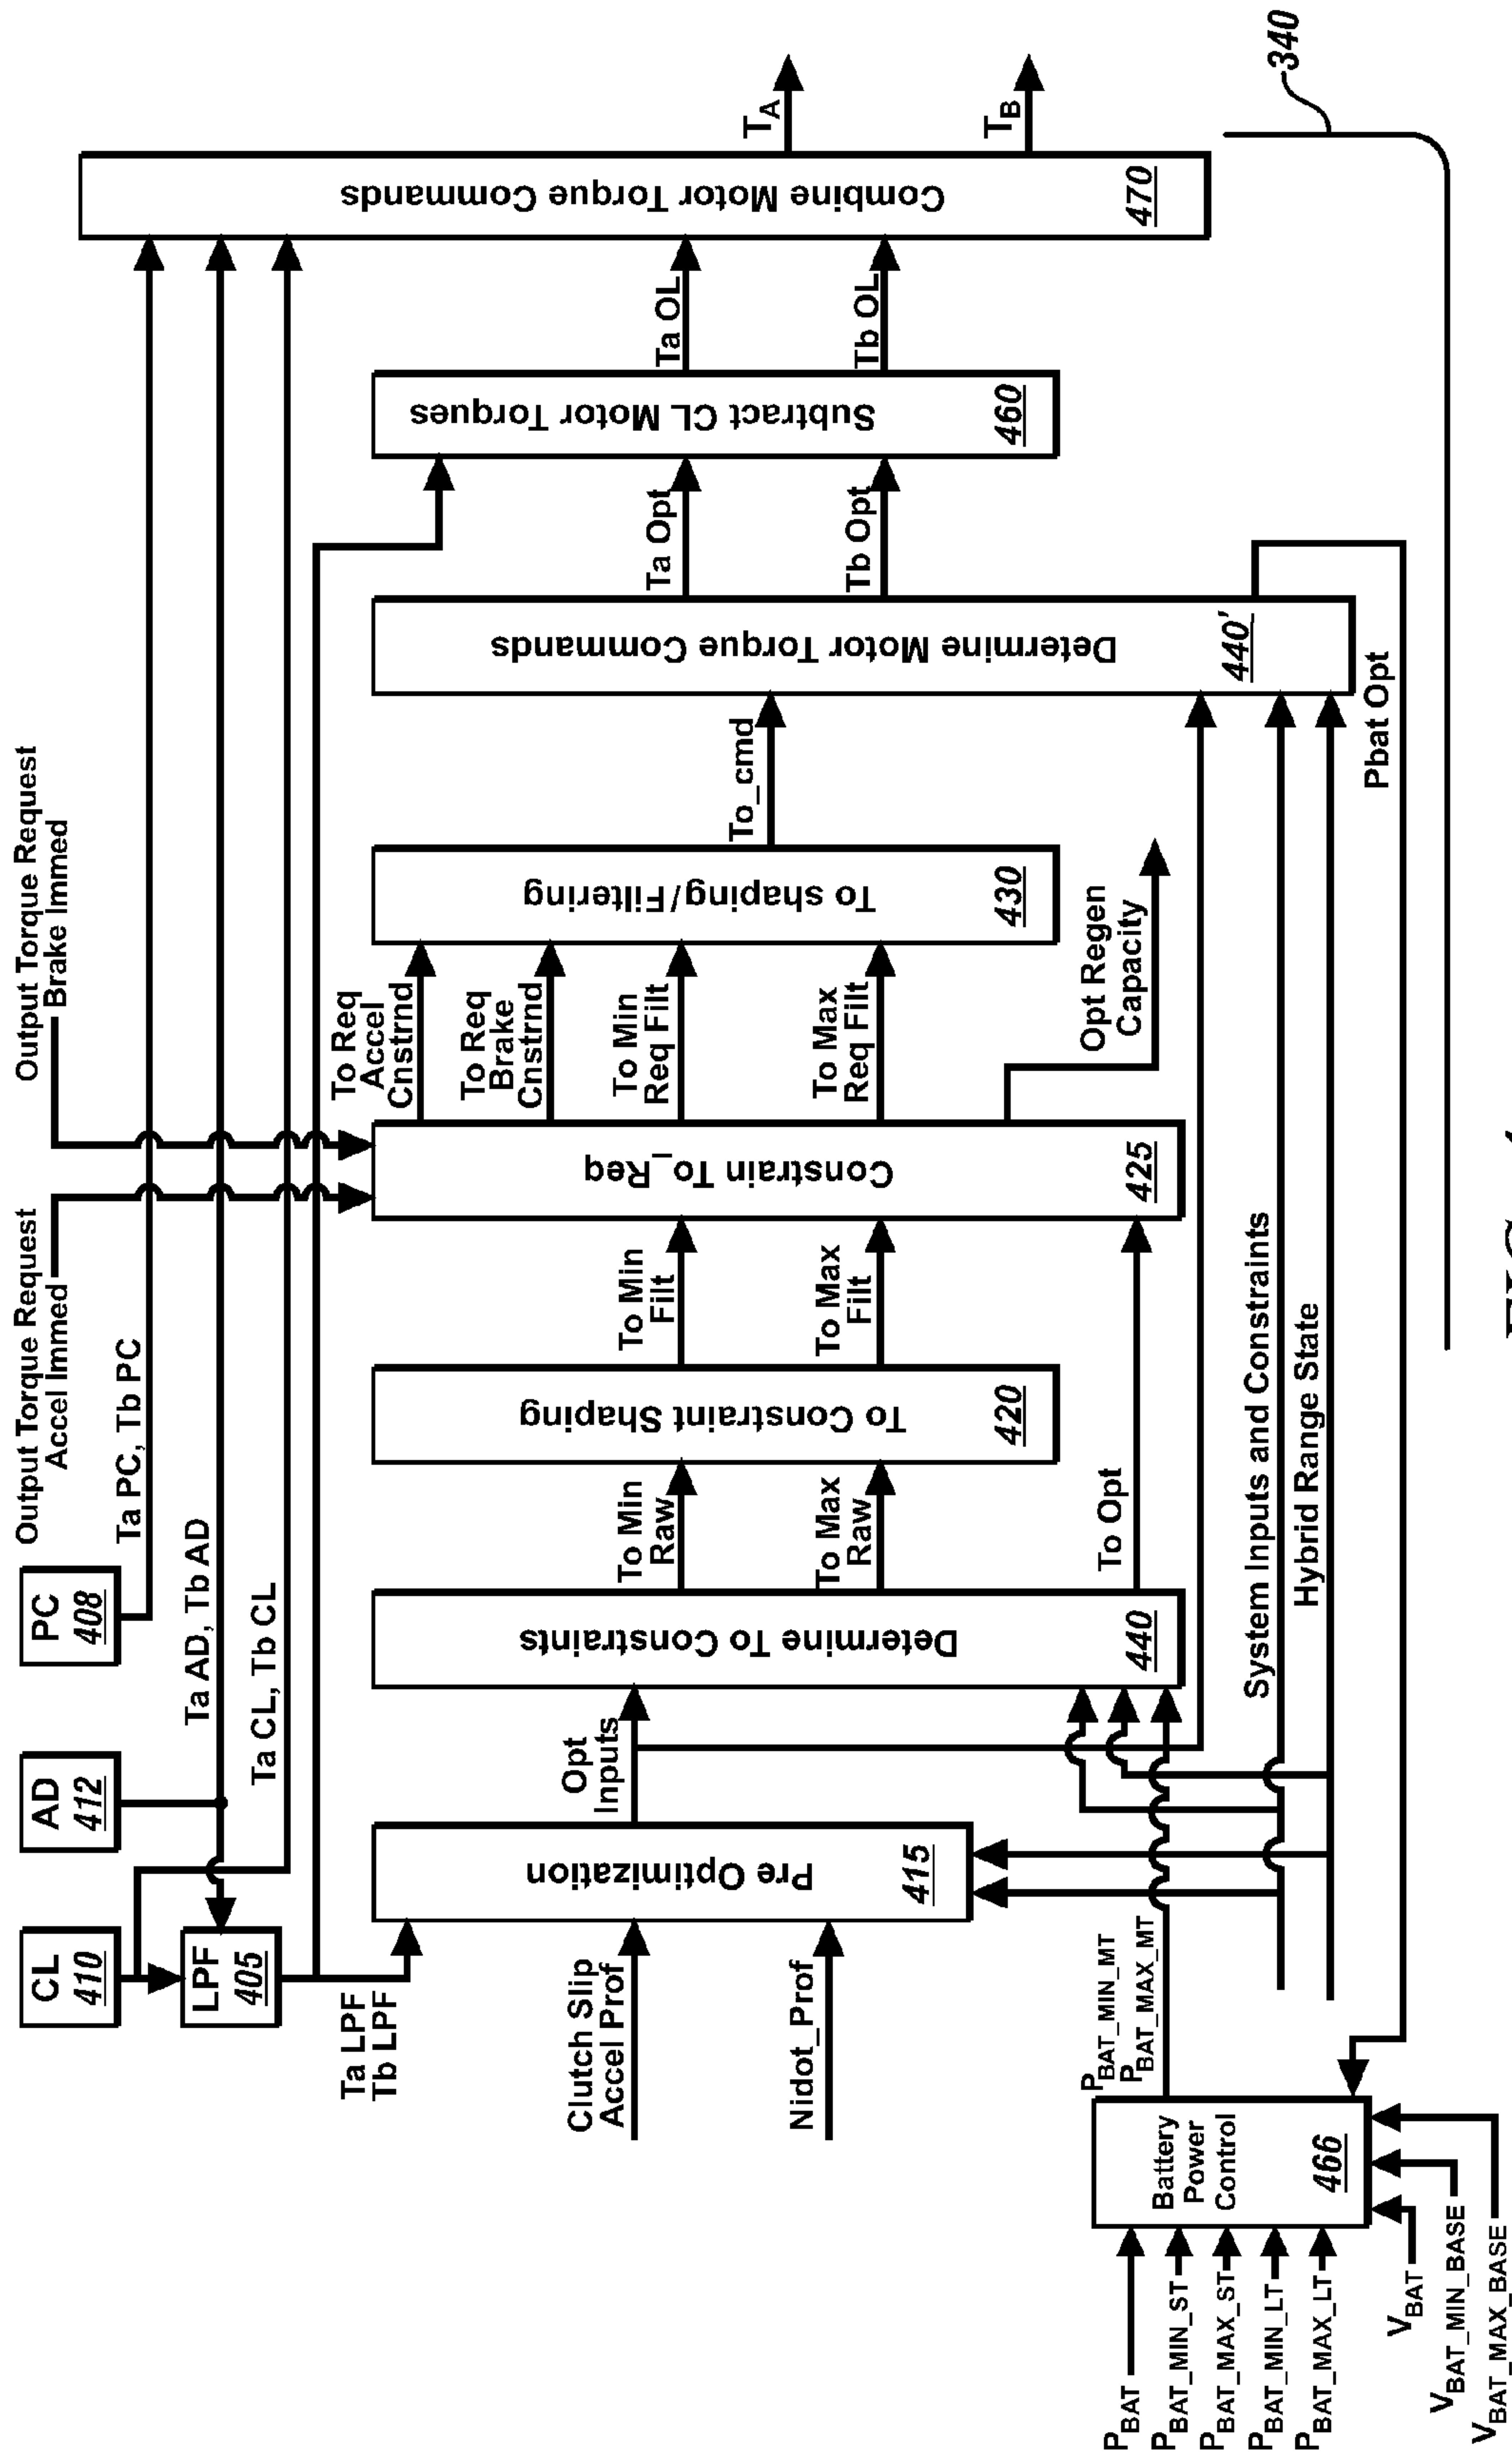 Output Torque Request
Accel Immed
Output Torque Request
Brake Immed
CL
410
AD
412
PC
408
LPF
405
Ta PC, Tb PC
Ta AD, Tb AD
Ta CL, Tb CL
Ta LPF
Tb LPF
Clutch Slip
Accel Prof
Nidot_Prof
Pre Optimization
415
Opt
Inputs
Determine To Constraints
440
To Min
Raw
To Max
Raw
To Opt
To Constraint Shaping
420
To Min
Filt
To Max
Filt
Constrain To_Req
425
To Req
Accel
Cnstrnd
To Req
Brake
Cnstrnd
To Min
Req Filt
To Max
Req Filt
Opt Regen
Capacity
To shaping/Filtering
430
To_cmd
Determine Motor Torque Commands
440'
Ta Opt
Tb Opt
Pbat Opt
Subtract CL Motor Torques
460
Ta OL
Tb OL
Combine Motor Torque Commands
470
TA
TB
340
System Inputs and Constraints
Hybrid Range State
PBAT_MIN_MT
PBAT_MAX_MT
Battery
Power
Control
466
PBAT
PBAT_MIN_ST
PBAT_MAX_ST
PBAT_MIN_LT
PBAT_MAX_LT
VBAT
VBAT_MIN_BASE
VBAT_MAX_BASE